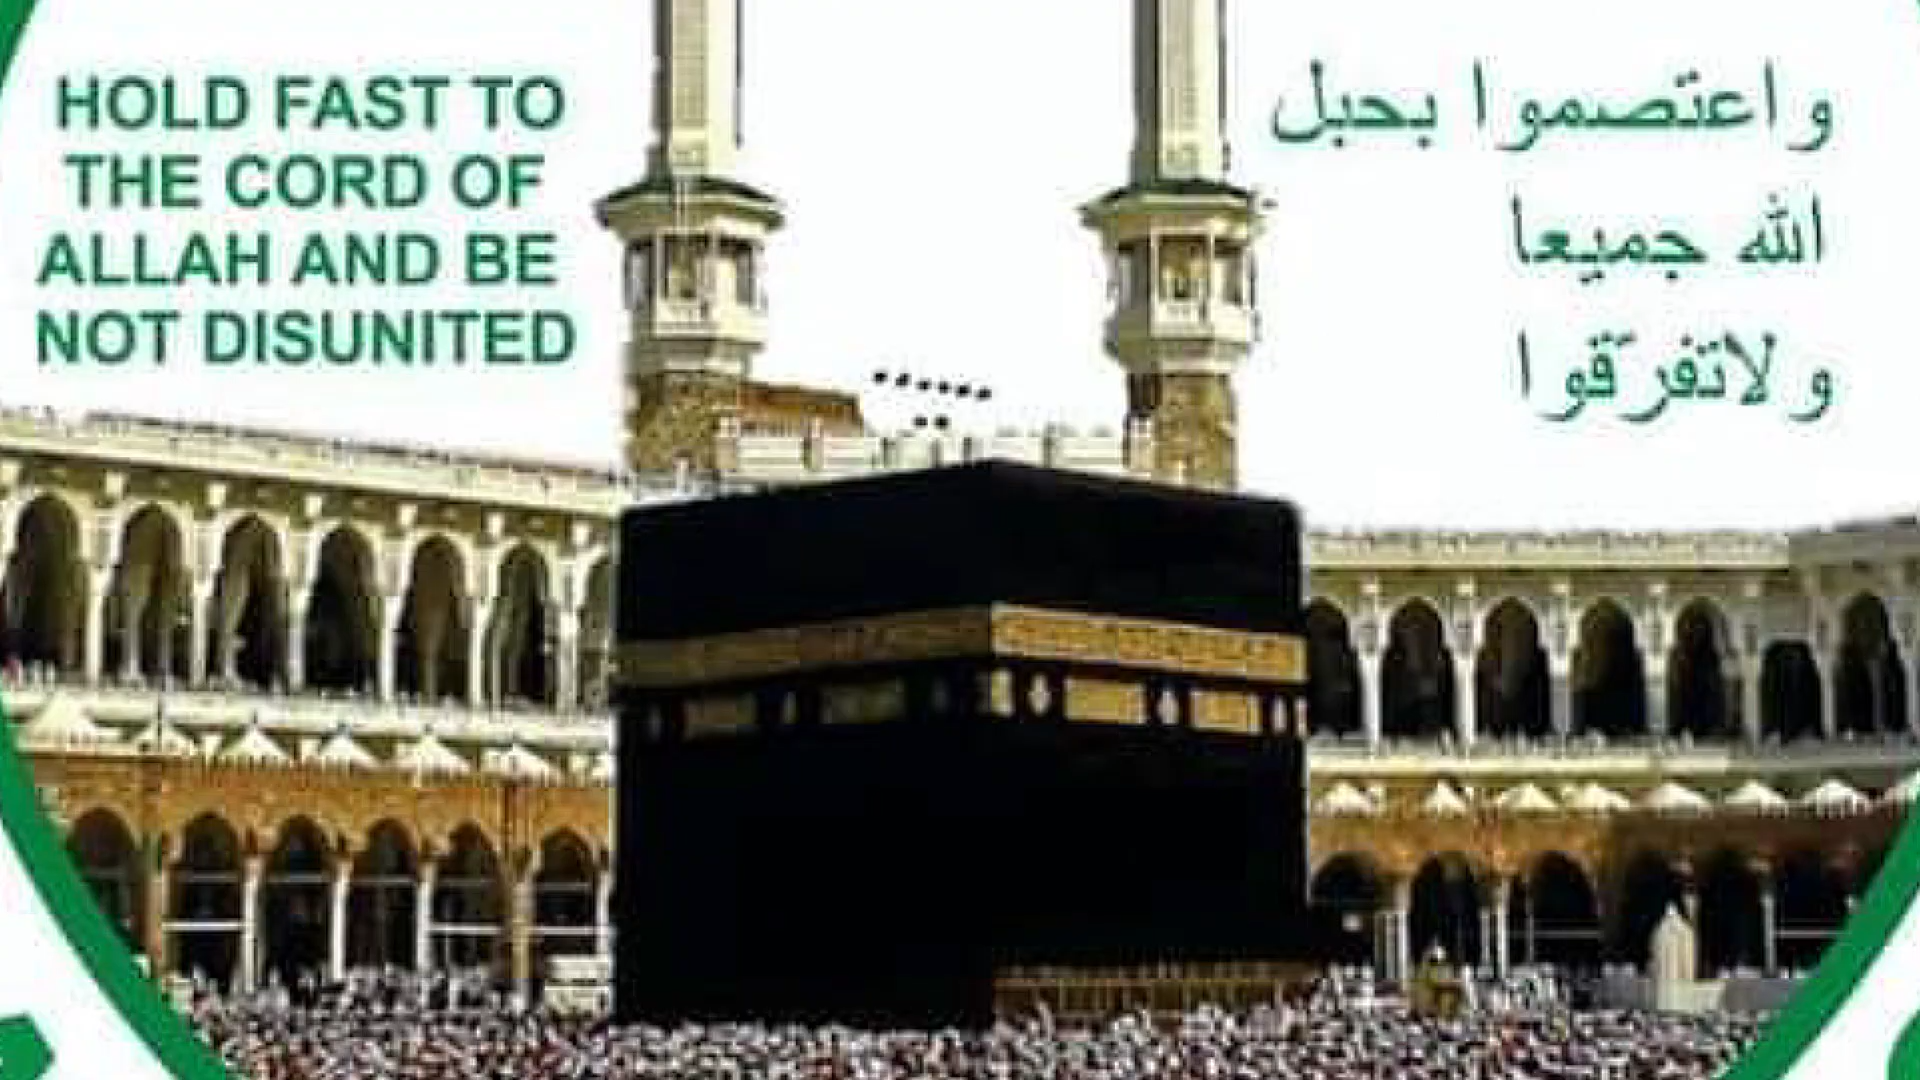 HOLD FAST TO
THE CORD OF
ALLAH AND BE
NOT DISUNITED
واعتصموا بحبل
الله جميعا
ولاتفرّقوا